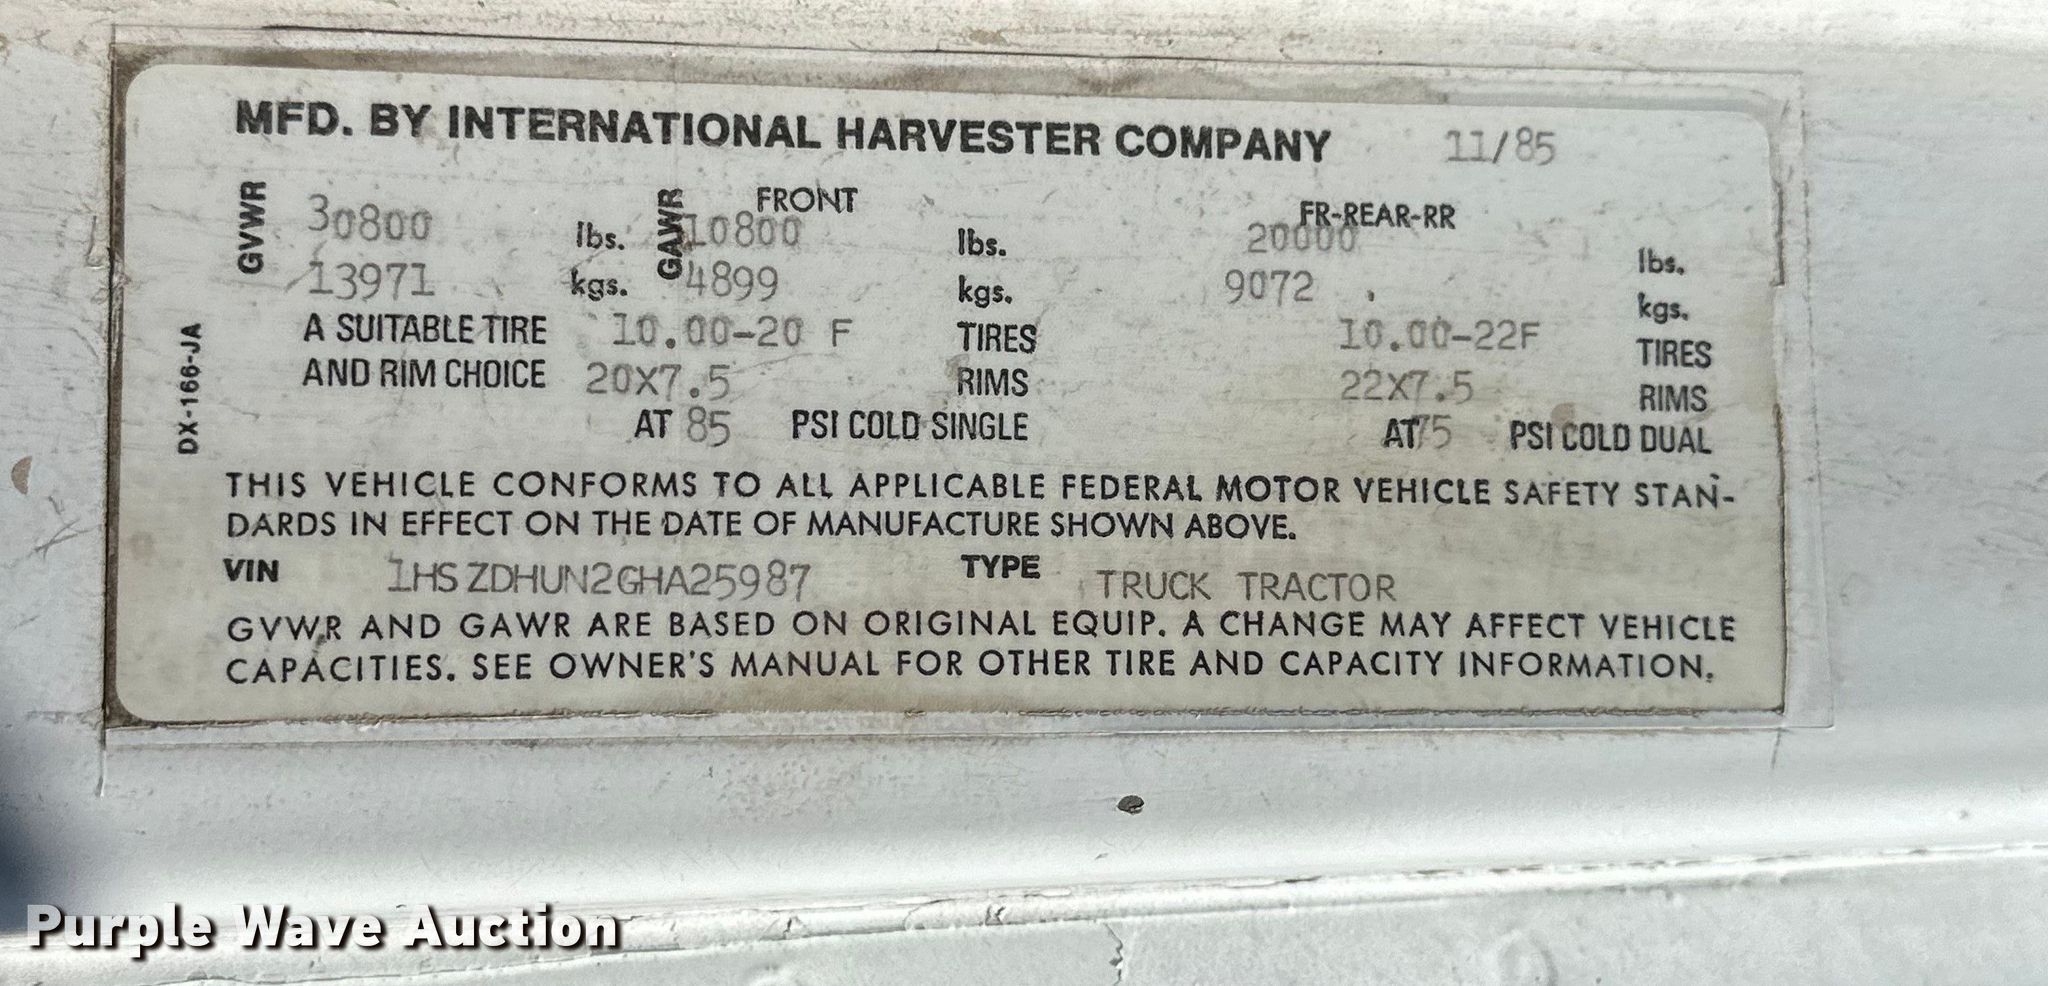 MFD. BY INTERNATIONAL HARVESTER COMPANY 11/85
GVWR 30800 lbs. GAWR FRONT 10800 lbs. FR-REAR-RR 20000 lbs.
13971 kgs. 4899 kgs. 9072 kgs.
A SUITABLE TIRE 10.00-20 F TIRES 10.00-22F TIRES
AND RIM CHOICE 20X7.5 RIMS 22X7.5 RIMS
AT 85 PSI COLD SINGLE AT 75 PSI COLD DUAL
DX-166-JA
THIS VEHICLE CONFORMS TO ALL APPLICABLE FEDERAL MOTOR VEHICLE SAFETY STAN-
DARDS IN EFFECT ON THE DATE OF MANUFACTURE SHOWN ABOVE.
VIN 1HSZDHUN2GHA25987 TYPE TRUCK TRACTOR
GVWR AND GAWR ARE BASED ON ORIGINAL EQUIP. A CHANGE MAY AFFECT VEHICLE
CAPACITIES. SEE OWNER'S MANUAL FOR OTHER TIRE AND CAPACITY INFORMATION.
Purple Wave Auction